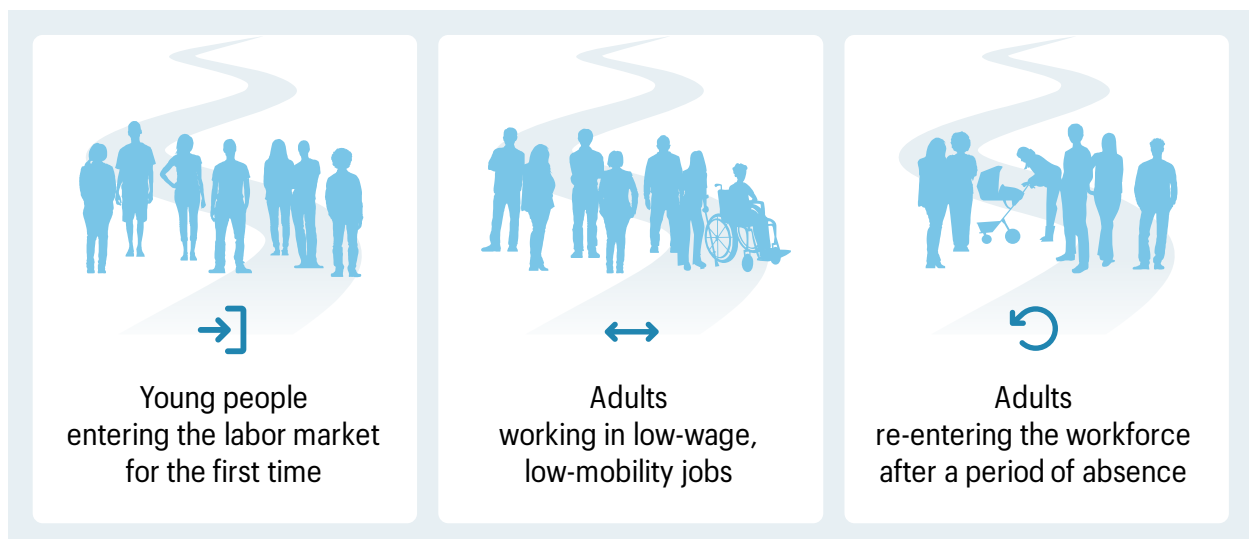 Young people
entering the labor market
for the first time
Adults
working in low-wage,
low-mobility jobs
Adults
re-entering the workforce
after a period of absence